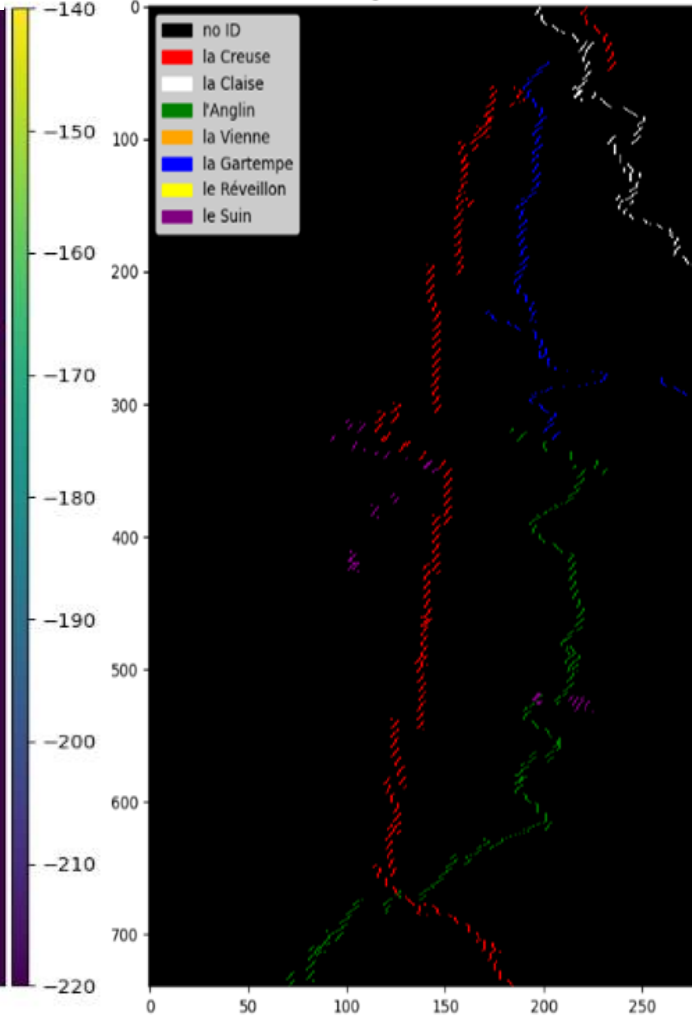 −140
−150
−160
−170
−180
−190
−200
−210
−220
0
100
200
300
400
500
600
700
no ID
la Creuse
la Claise
l'Anglin
la Vienne
la Gartempe
le Réveillon
le Suin
0
50
100
150
200
250